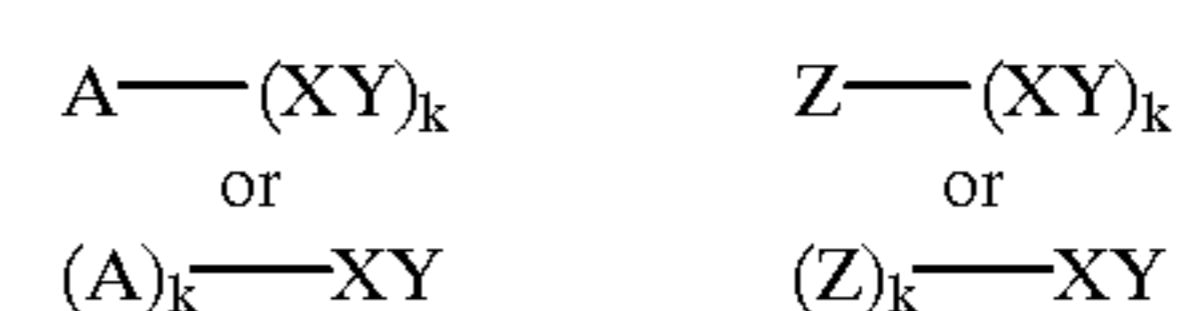 A—(XY)k Z—(XY)k
or or
(A)k—XY (Z)k—XY